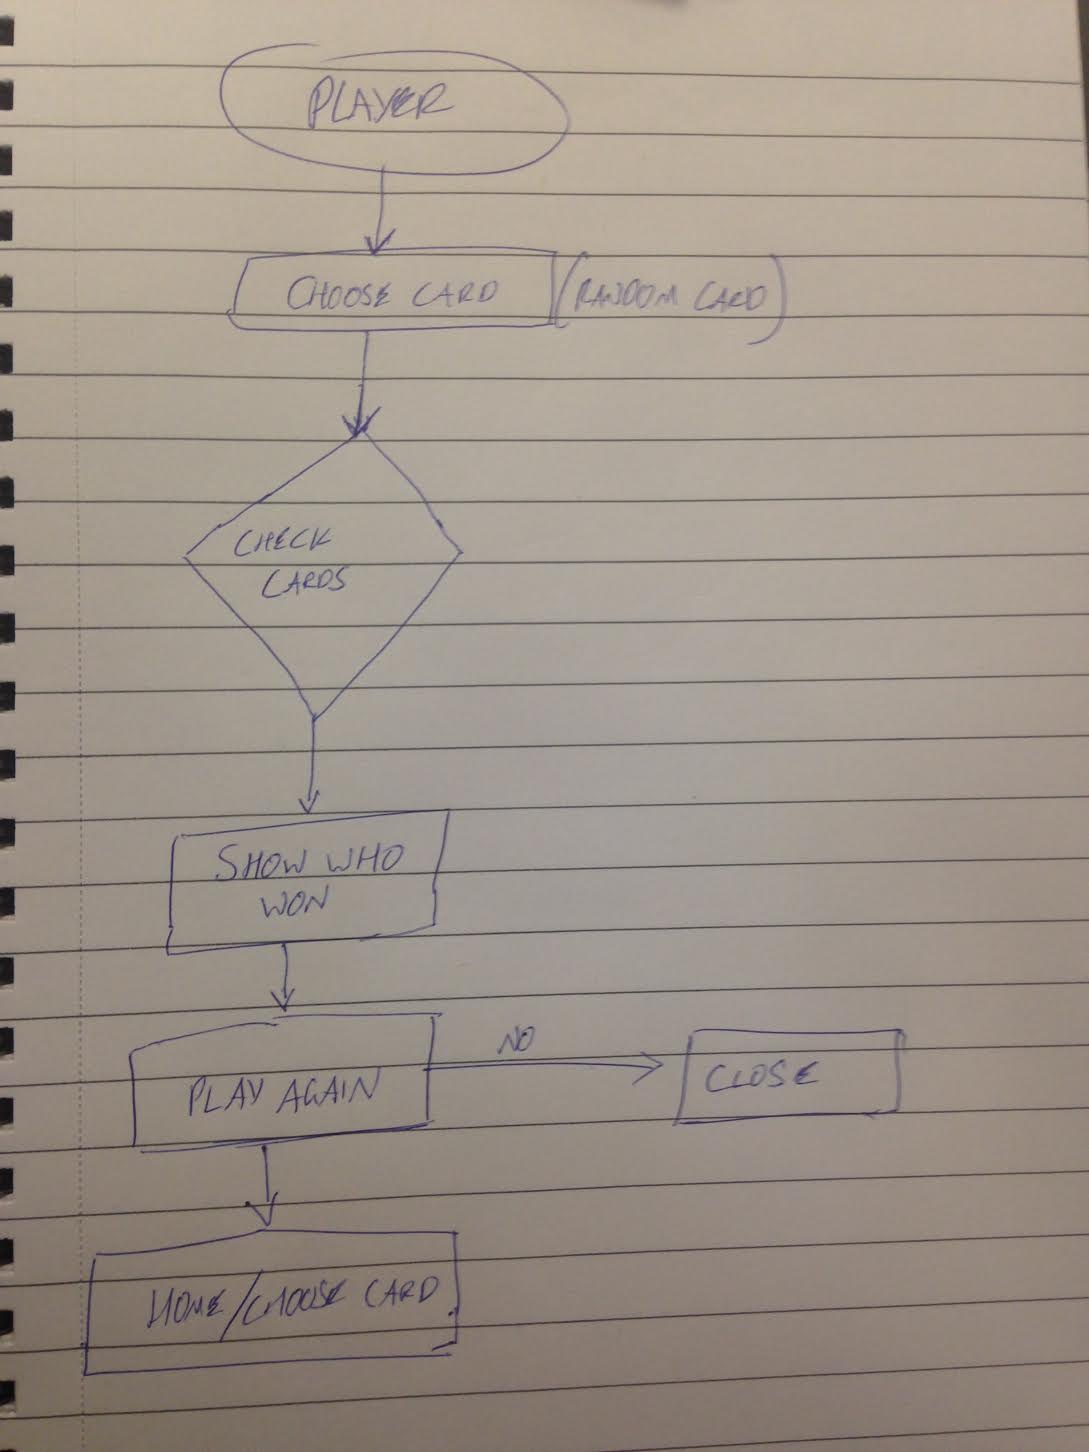 PLAYER
CHOOSE CARD (RANDOM CARD)
CHECK
CARDS
SHOW WHO
WON
PLAY AGAIN
NO
CLOSE
HOME/CHOOSE CARD